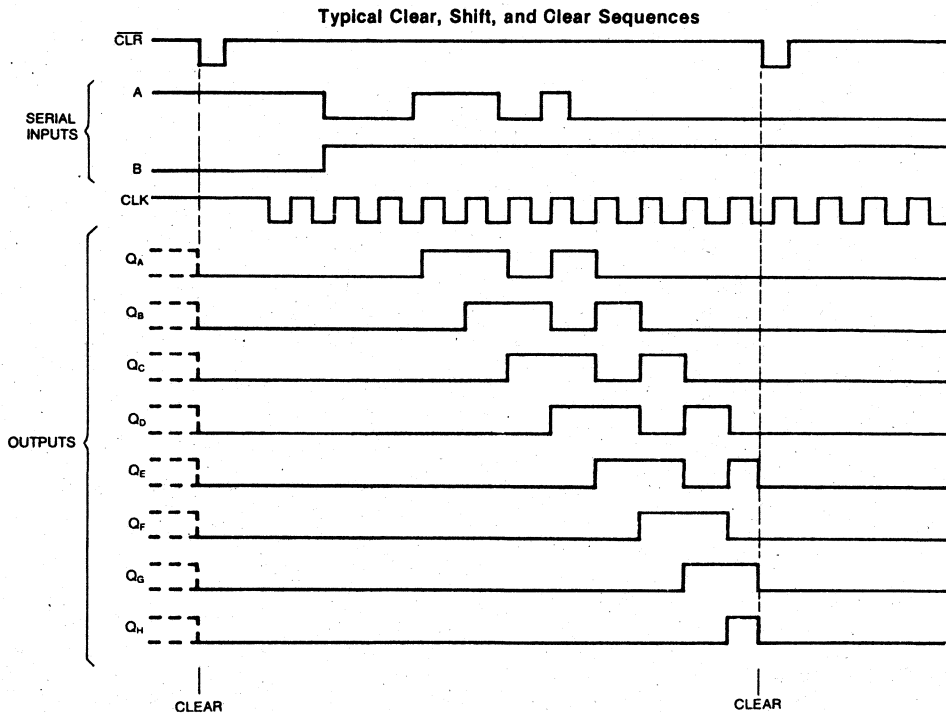 Typical Clear, Shift, and Clear Sequences
CLR
SERIAL
INPUTS
A
B
CLK
OUTPUTS
QA
QB
QC
QD
QE
QF
QG
QH
CLEAR
CLEAR